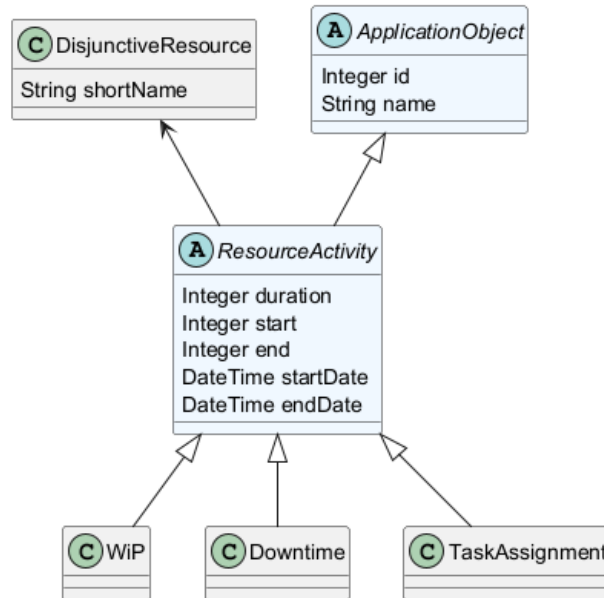 C DisjunctiveResource
String shortName
A ApplicationObject
Integer id
String name
A ResourceActivity
Integer duration
Integer start
Integer end
DateTime startDate
DateTime endDate
C WiP
C Downtime
C TaskAssignment